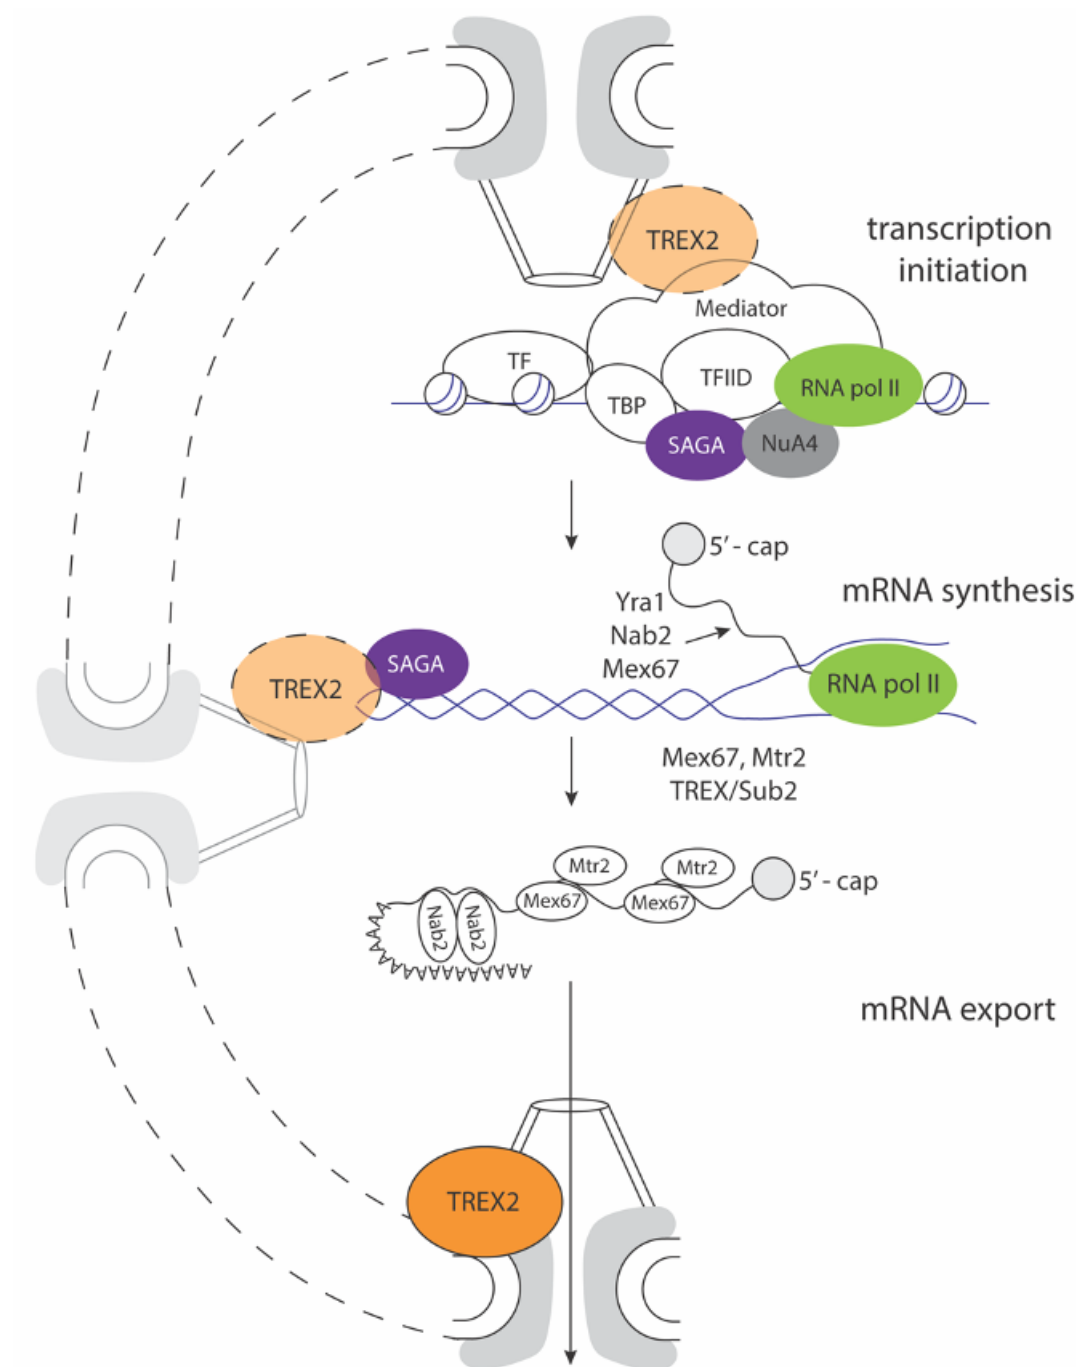 TREX2
transcription
initiation
Mediator
TF
TFIID
RNA pol II
TBP
SAGA
NuA4
5′ - cap
mRNA synthesis
Yra1
Nab2
Mex67
SAGA
TREX2
RNA pol II
Mex67, Mtr2
TREX/Sub2
Mtr2
Mtr2
5′ - cap
Mex67
Mex67
Nab2
Nab2
AAAAAAAAAAAAAAA
mRNA export
TREX2